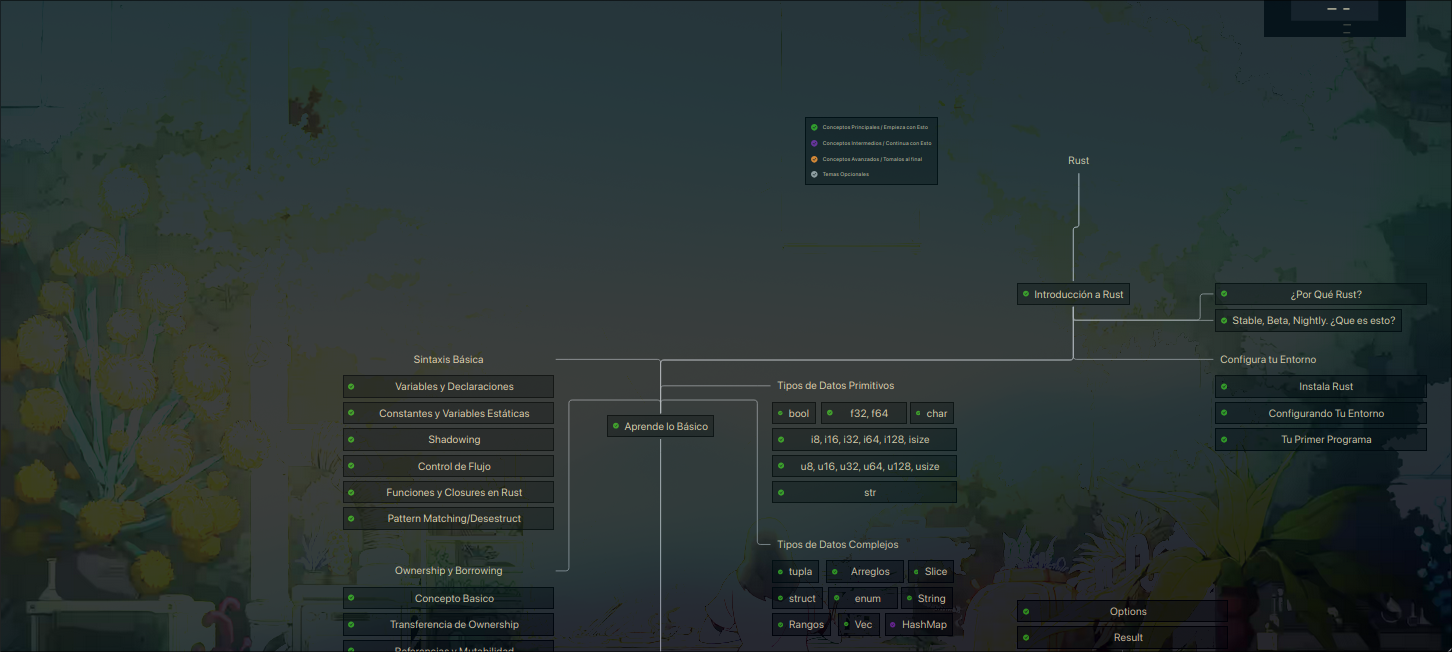 Conceptos Principales / Empieza con Esto
Conceptos Intermedios / Continua con Esto
Conceptos Avanzados / Tomalos al final
Temas Opcionales
Rust
Introducción a Rust
¿Por Qué Rust?
Stable, Beta, Nightly. ¿Que es esto?
Configura tu Entorno
Instala Rust
Configurando Tu Entorno
Tu Primer Programa
Sintaxis Básica
Variables y Declaraciones
Constantes y Variables Estáticas
Shadowing
Control de Flujo
Funciones y Closures en Rust
Pattern Matching/Desestruct
Aprende lo Básico
Tipos de Datos Primitivos
bool
f32, f64
char
i8, i16, i32, i64, i128, isize
u8, u16, u32, u64, u128, usize
str
Tipos de Datos Complejos
tupla
Arreglos
Slice
struct
enum
String
Rangos
Vec
HashMap
Ownership y Borrowing
Concepto Basico
Transferencia de Ownership
Referencias y Mutabilidad
Options
Result